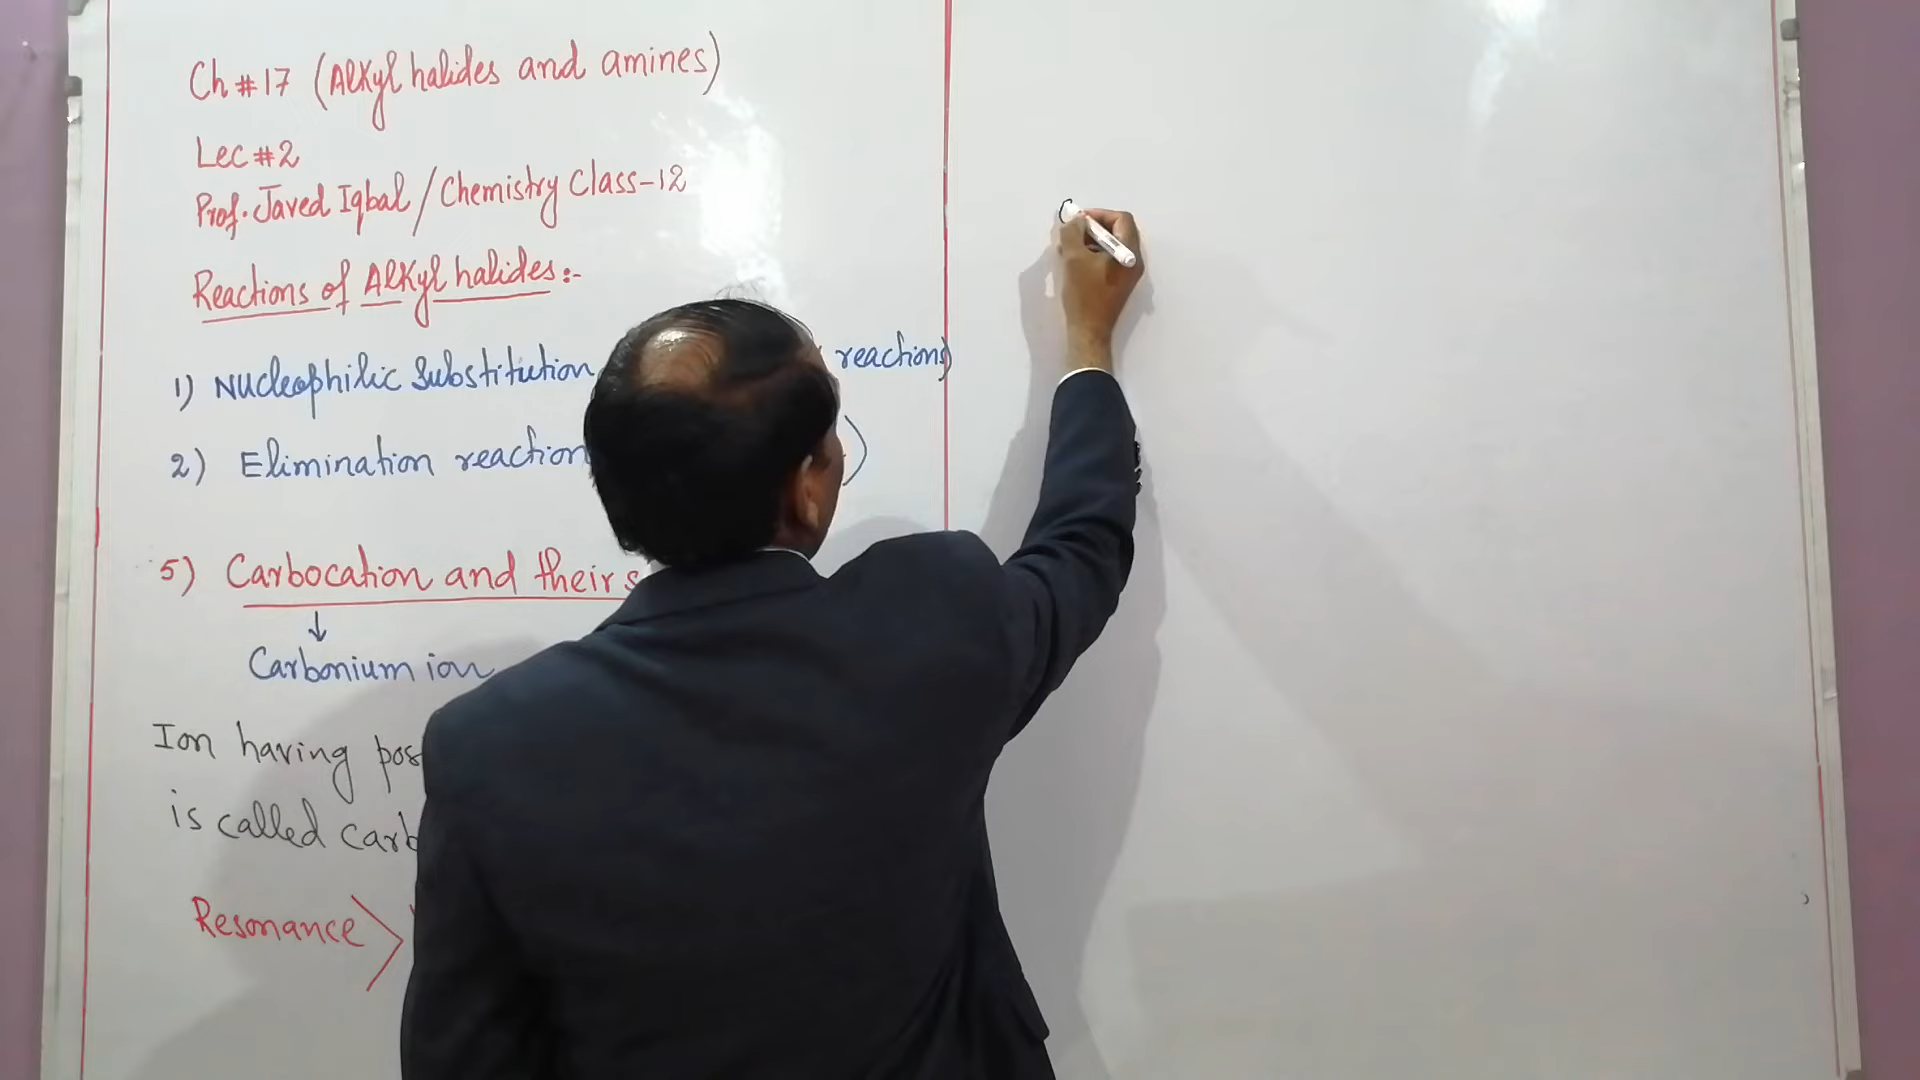 Ch # 17 (Alkyl halides and amines)
Lec # 2
Prof. Javed Iqbal / Chemistry Class-12
Reactions of Alkyl halides :-
1) Nucleophilic Substitution reactions)
2) Elimination reaction )
5) Carbocation and their s
↓
Carbonium ion
Ion having pos
is called carb
Resonance >